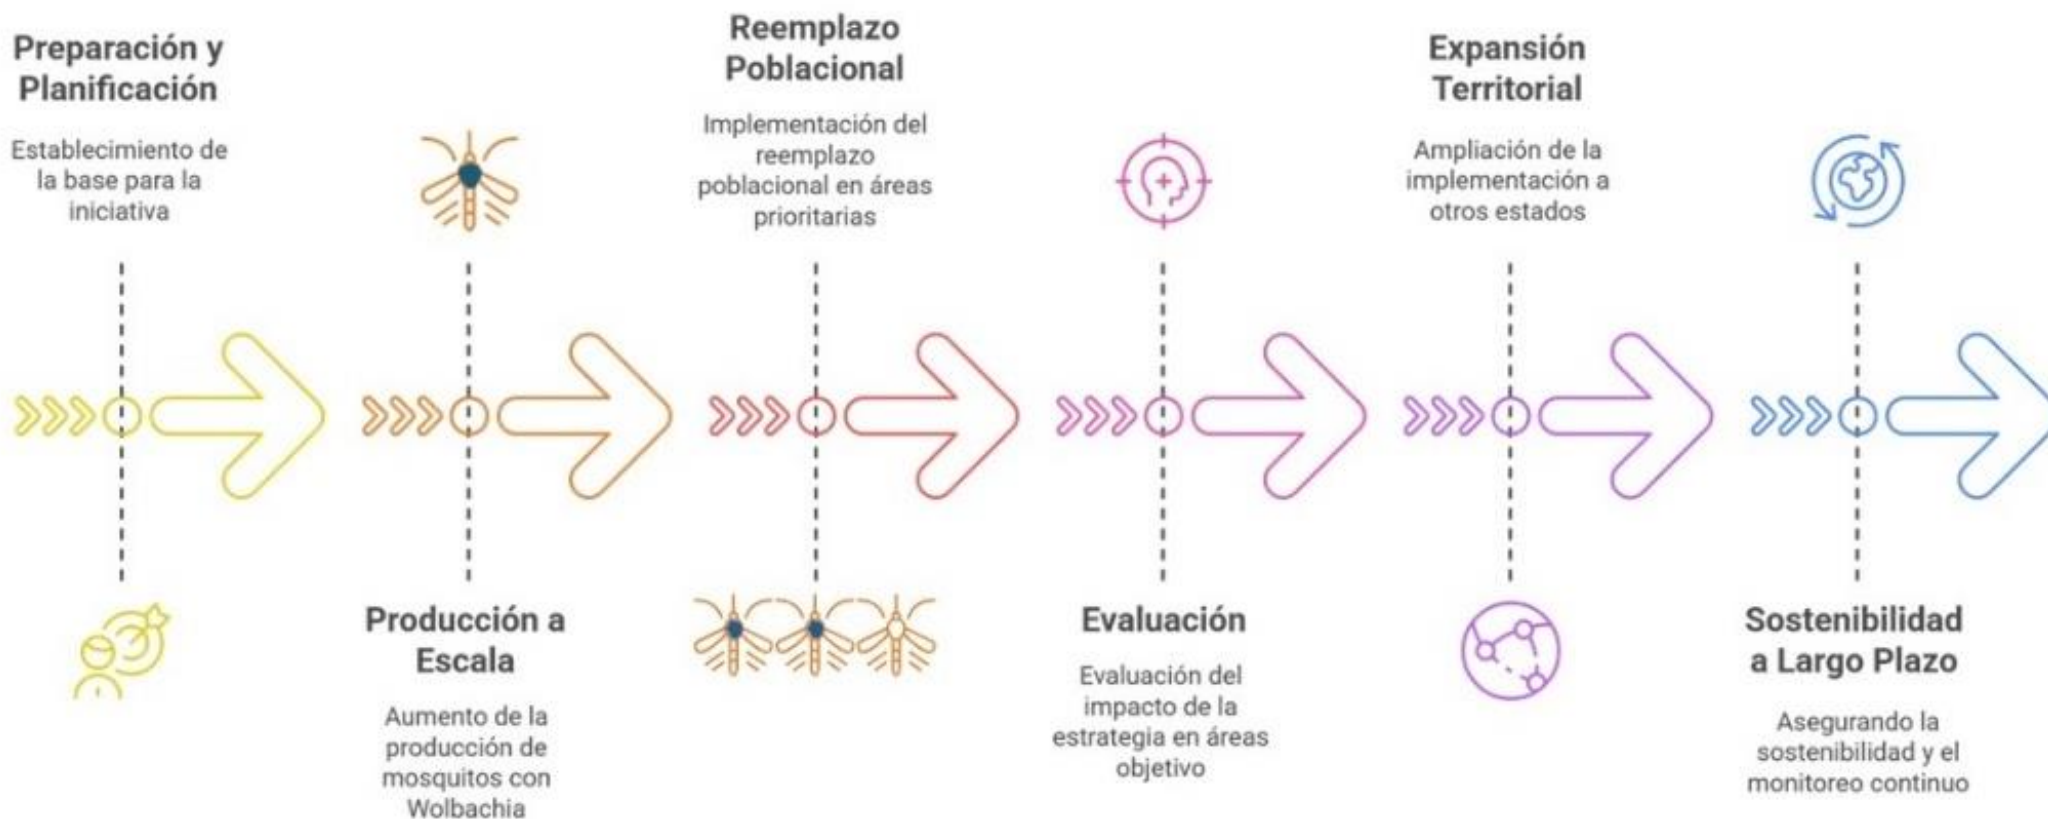 Preparación y
Planificación
Establecimiento de
la base para la
iniciativa
Producción a
Escala
Aumento de la
producción de
mosquitos con
Wolbachia
Reemplazo
Poblacional
Implementación del
reemplazo
poblacional en áreas
prioritarias
Evaluación
Evaluación del
impacto de la
estrategia en áreas
objetivo
Expansión
Territorial
Ampliación de la
implementación a
otros estados
Sostenibilidad
a Largo Plazo
Asegurando la
sostenibilidad y el
monitoreo continuo